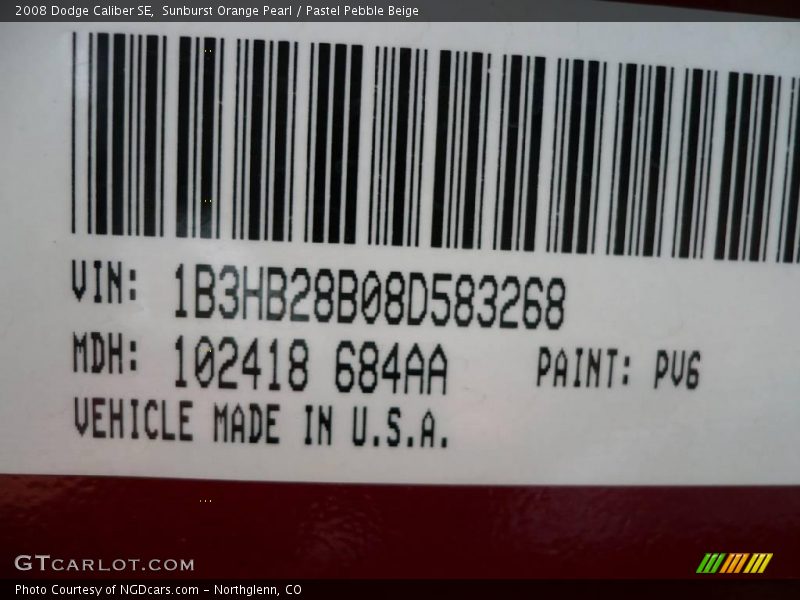 2008 Dodge Caliber SE,  Sunburst Orange Pearl / Pastel Pebble Beige
VIN: 1B3HB28B08D583268
MDH: 102418 684AA PAINT: PV6
VEHICLE MADE IN U.S.A.
GTCARLOT.COM
Photo Courtesy of NGDcars.com – Northglenn, CO